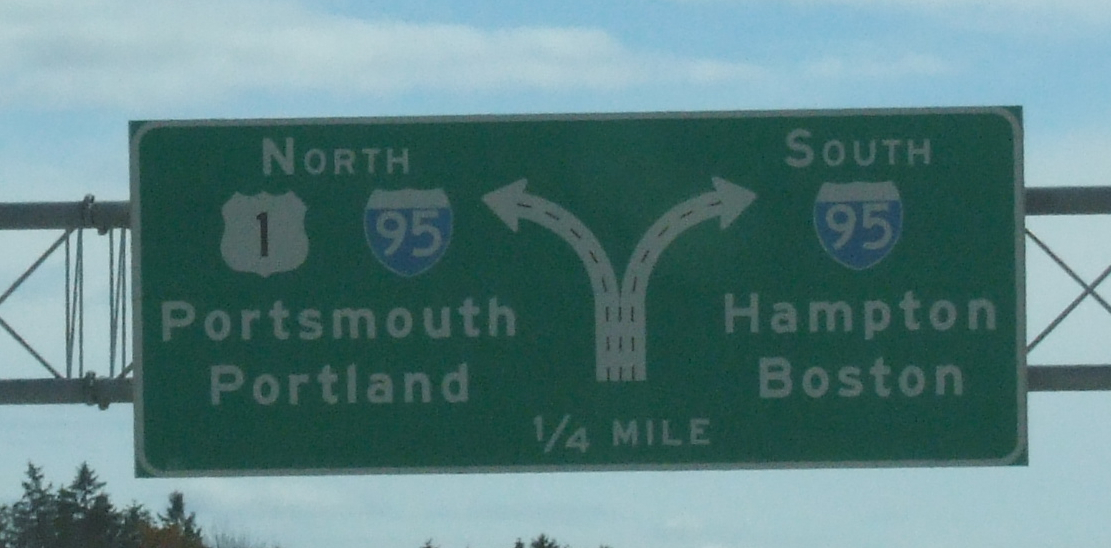 North
1 95
Portsmouth
Portland
South
95
Hampton
Boston
1/4 MILE